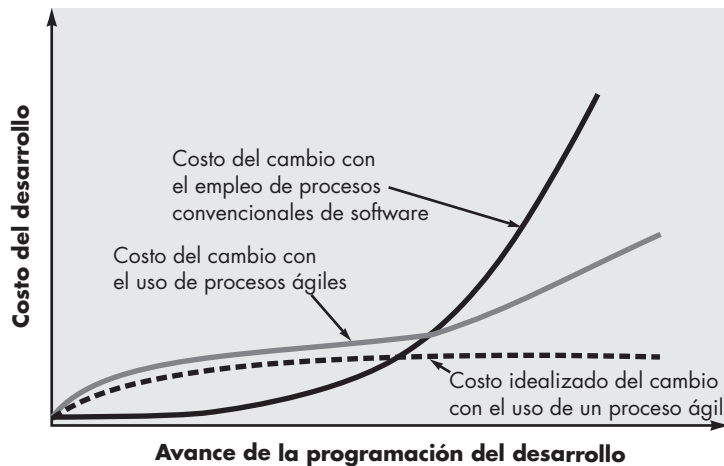 Costo del desarrollo
Costo del cambio con
el empleo de procesos
convencionales de software
Costo del cambio con
el uso de procesos ágiles
Costo idealizado del cambio
con el uso de un proceso ágil
Avance de la programación del desarrollo